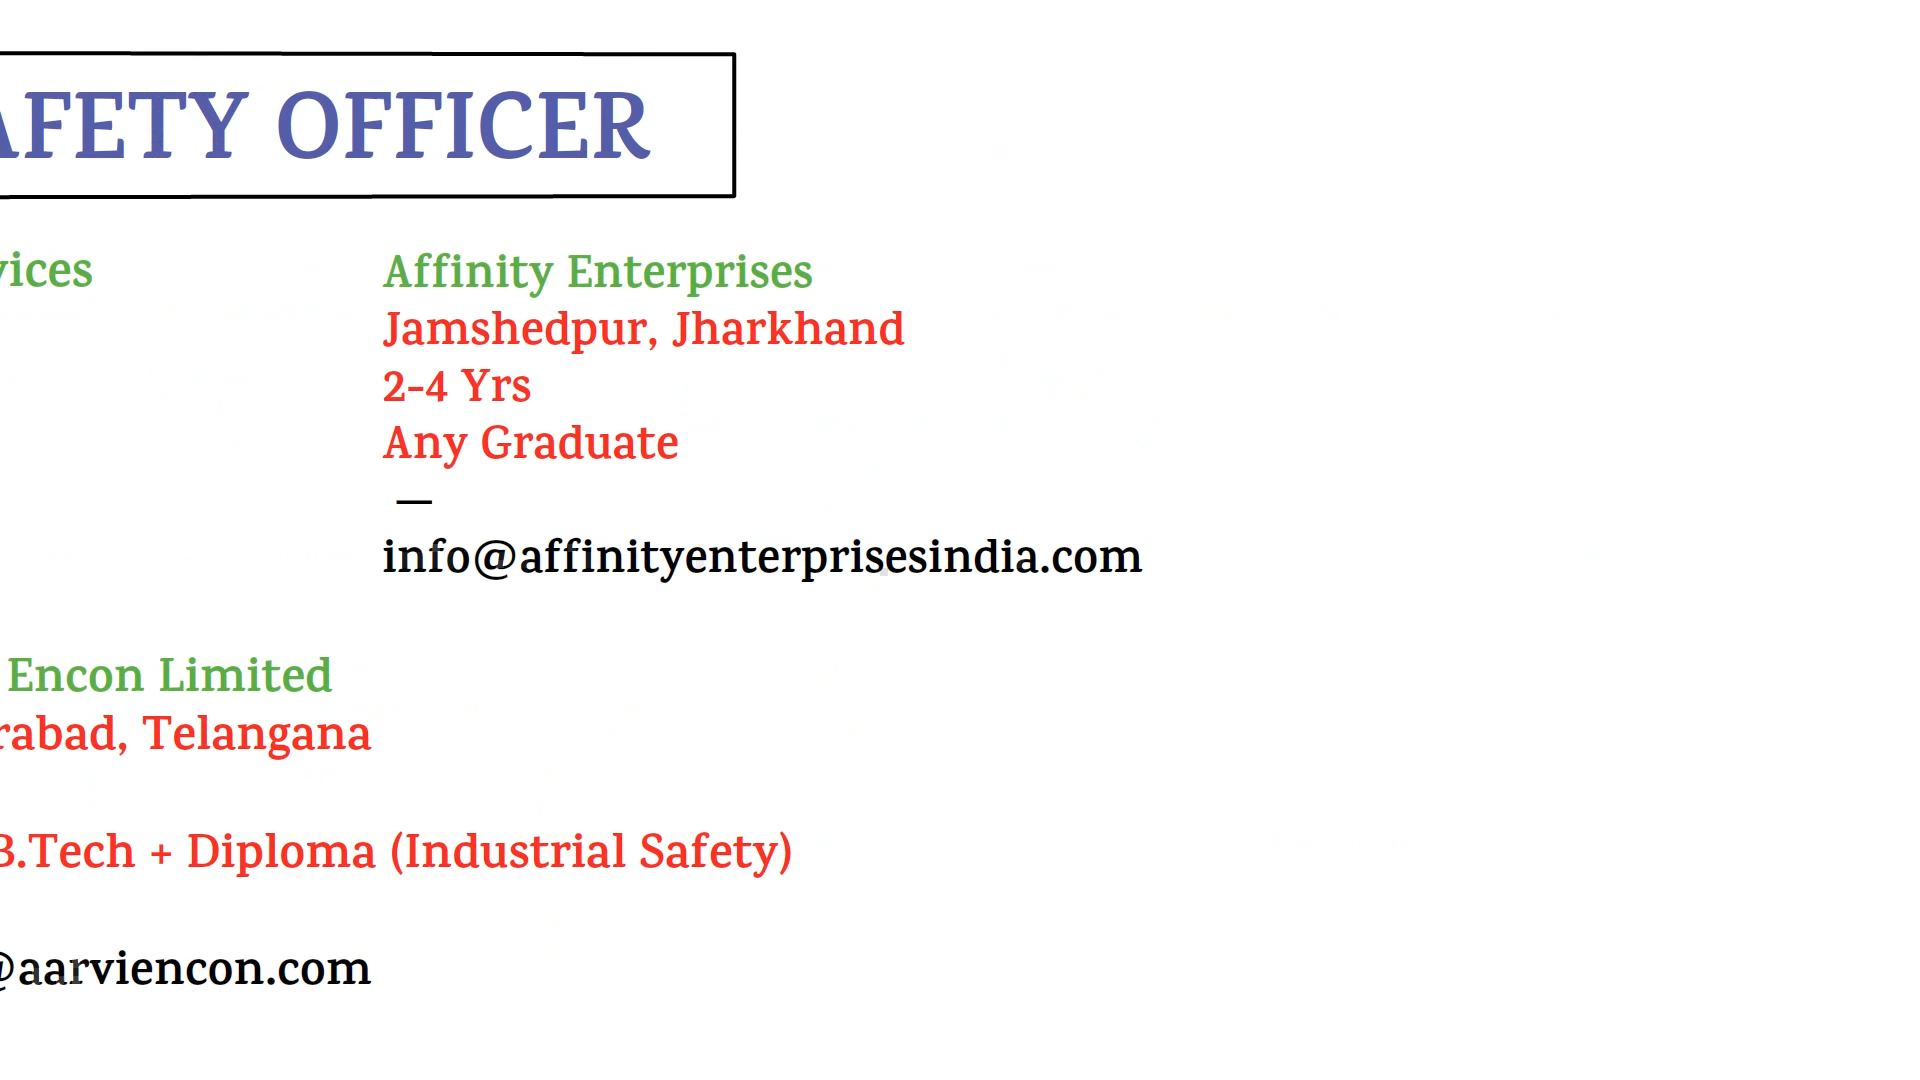 AFETY OFFICER
vices
Affinity Enterprises
Jamshedpur, Jharkhand
2-4 Yrs
Any Graduate
—
info@affinityenterprisesindia.com
Encon Limited
rabad, Telangana
B.Tech + Diploma (Industrial Safety)
@aarviencon.com